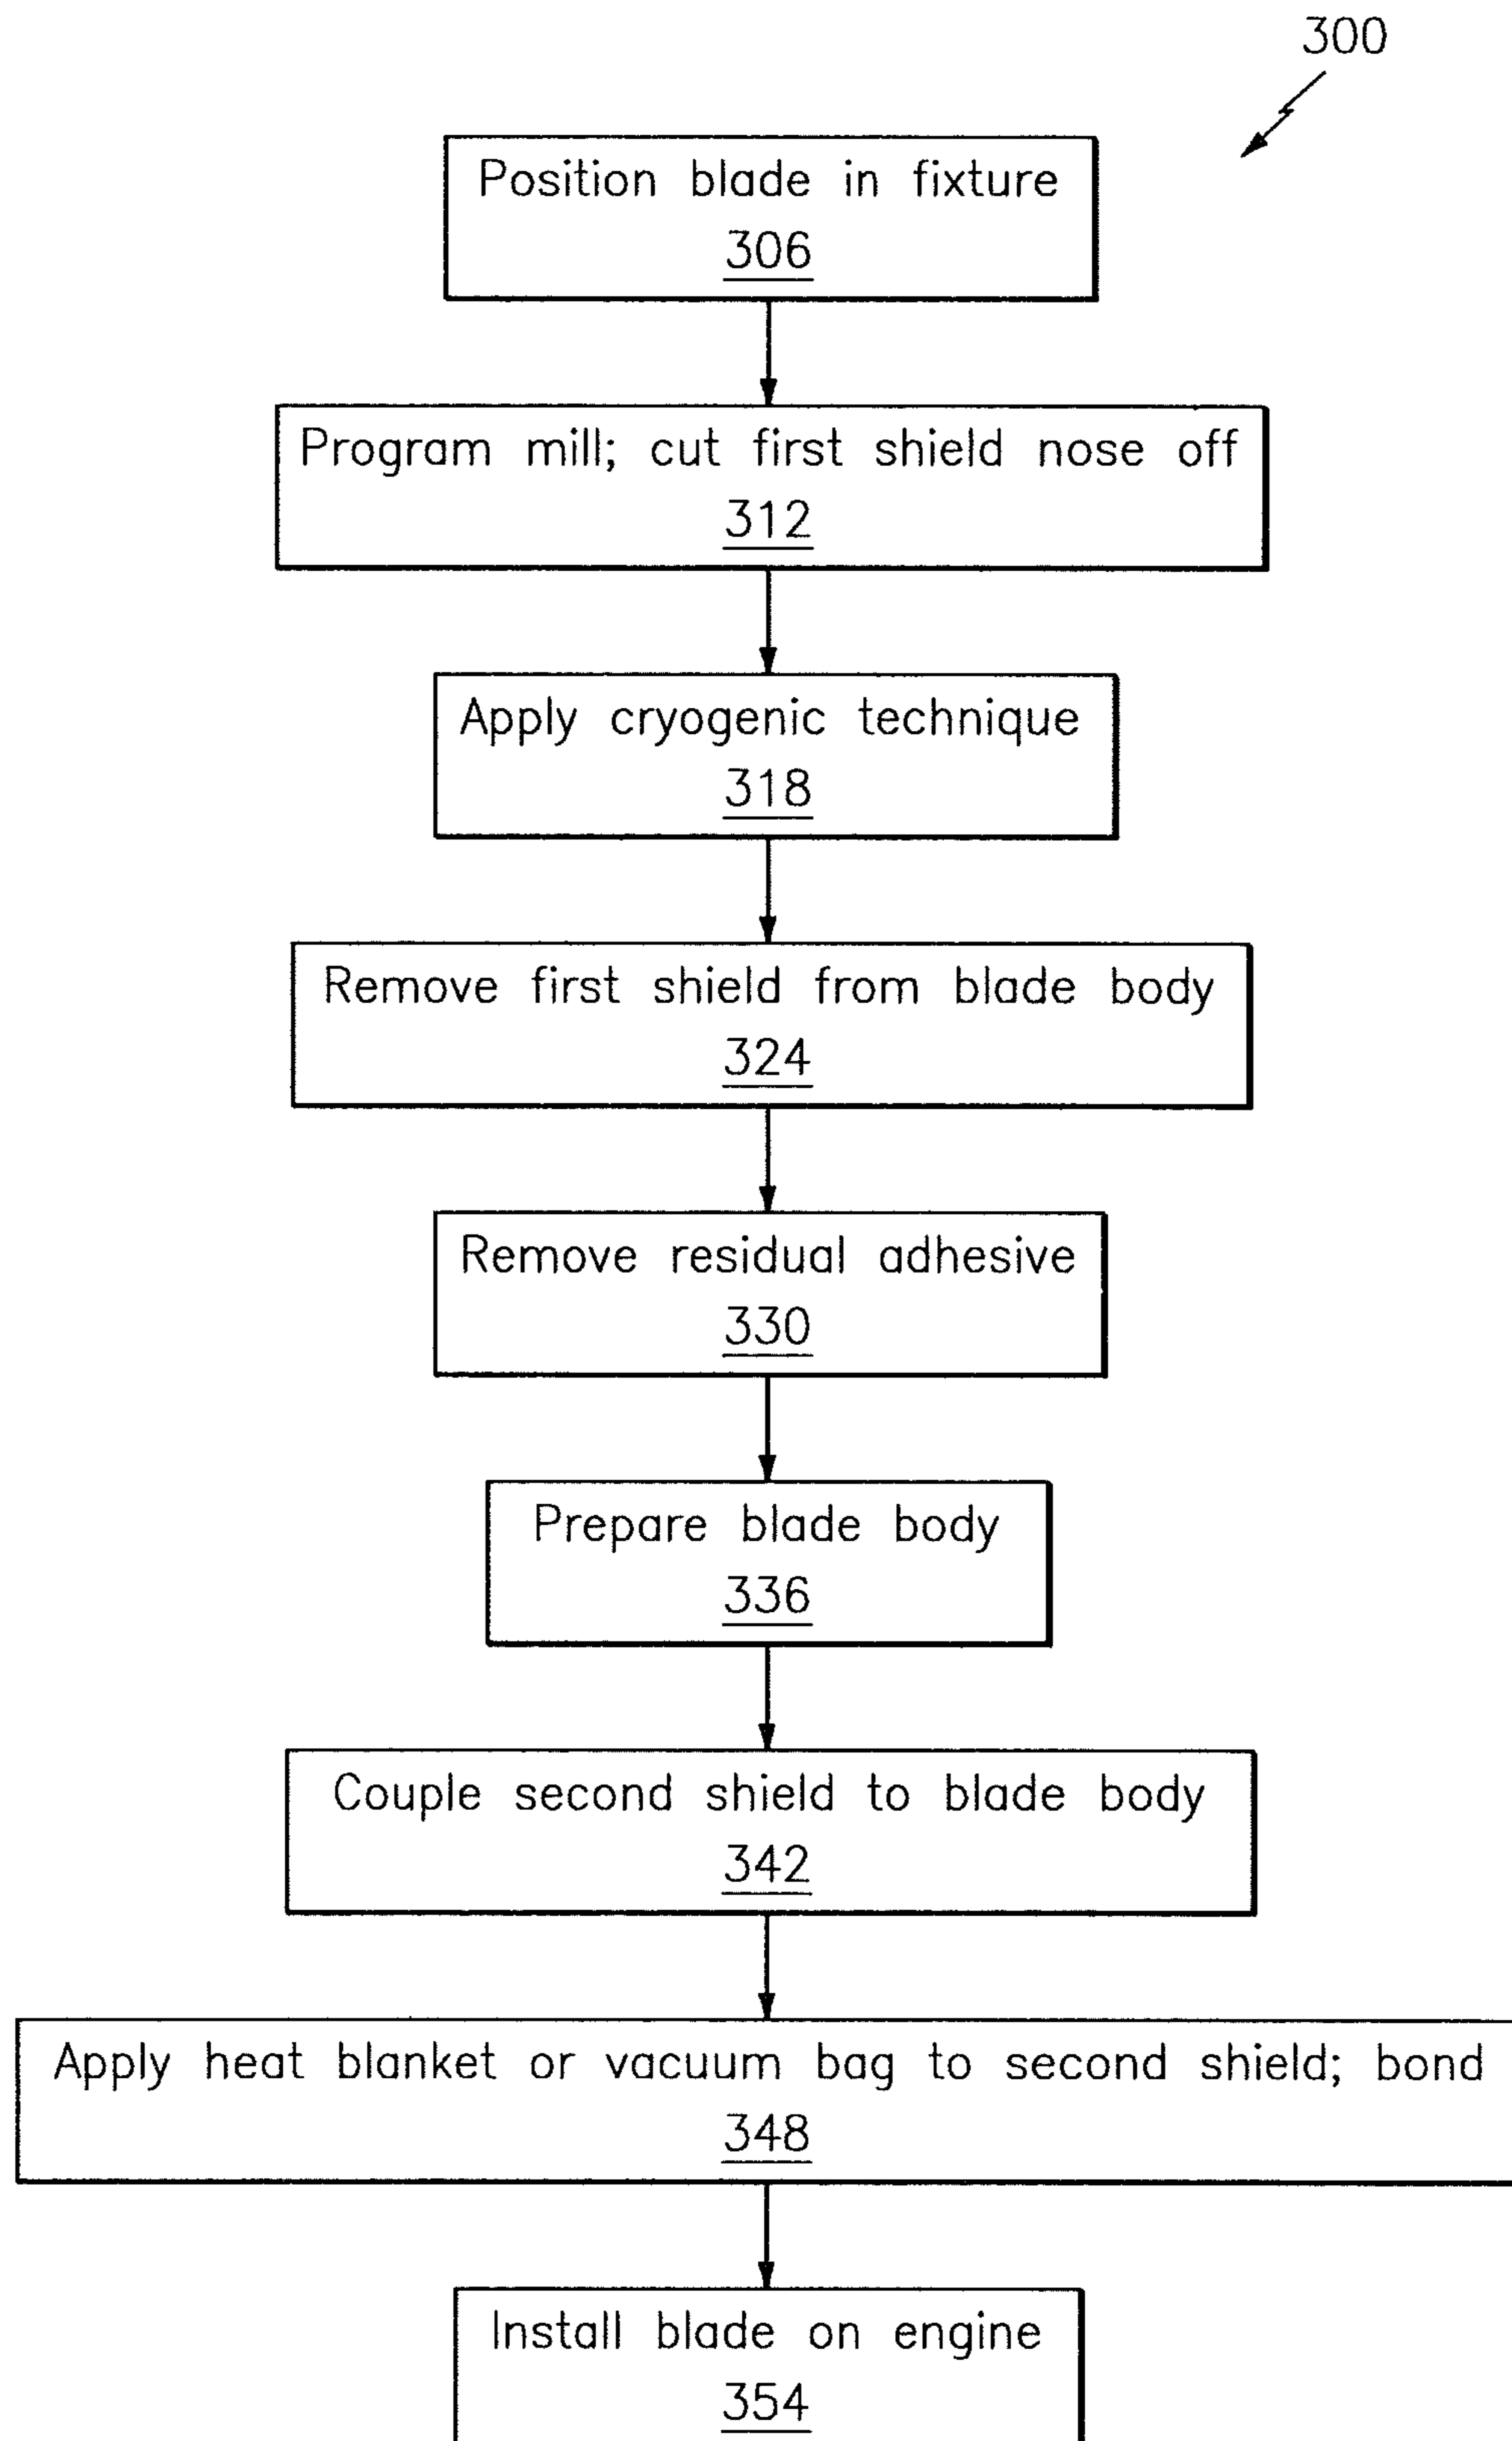 300
Position blade in fixture
306
Program mill; cut first shield nose off
312
Apply cryogenic technique
318
Remove first shield from blade body
324
Remove residual adhesive
330
Prepare blade body
336
Couple second shield to blade body
342
Apply heat blanket or vacuum bag to second shield; bond
348
Install blade on engine
354